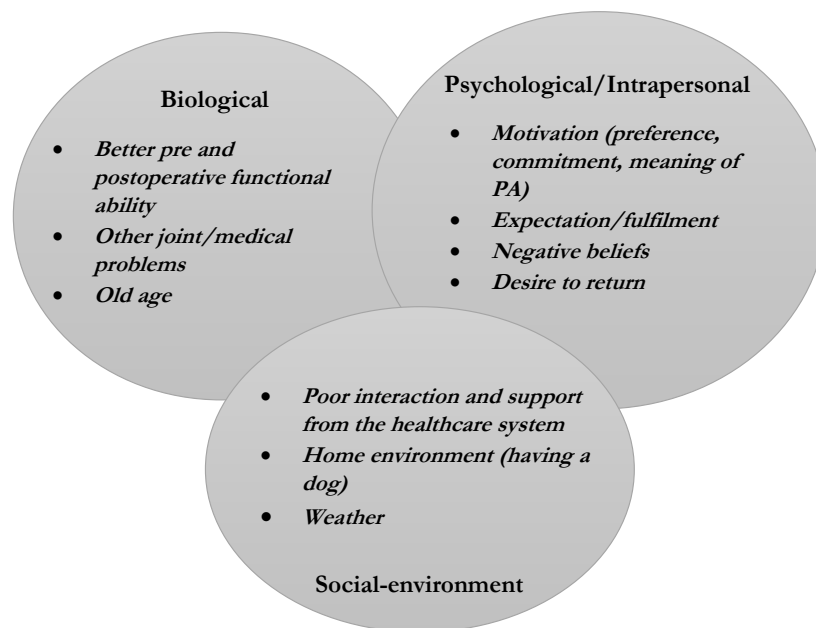 Biological
• Better pre and
postoperative functional
ability
• Other joint/medical
problems
• Old age
Psychological/Intrapersonal
• Motivation (preference,
commitment, meaning of
PA)
• Expectation/fulfilment
• Negative beliefs
• Desire to return
• Poor interaction and support
from the healthcare system
• Home environment (having a
dog)
• Weather
Social-environment